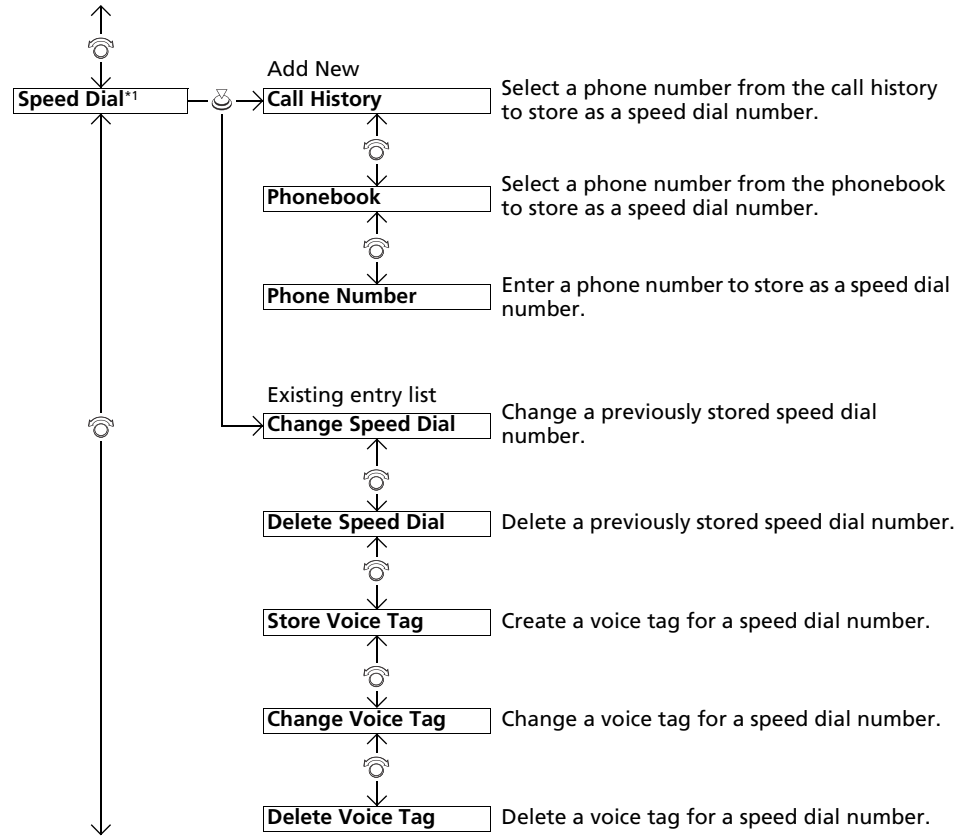 Add New
Speed Dial*1
Call History
Select a phone number from the call history
to store as a speed dial number.
Phonebook
Select a phone number from the phonebook
to store as a speed dial number.
Phone Number
Enter a phone number to store as a speed dial
number.
Existing entry list
Change Speed Dial
Change a previously stored speed dial
number.
Delete Speed Dial
Delete a previously stored speed dial number.
Store Voice Tag
Create a voice tag for a speed dial number.
Change Voice Tag
Change a voice tag for a speed dial number.
Delete Voice Tag
Delete a voice tag for a speed dial number.